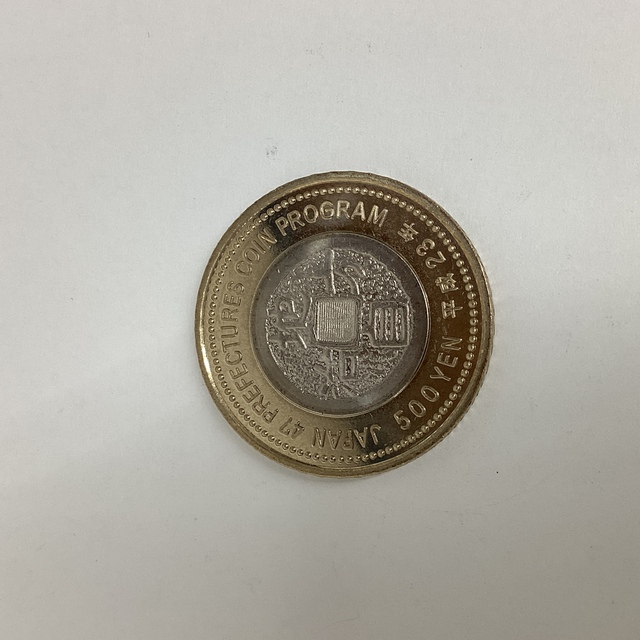 JAPAN 47 PREFECTURES COIN PROGRAM
500 YEN 平成23年